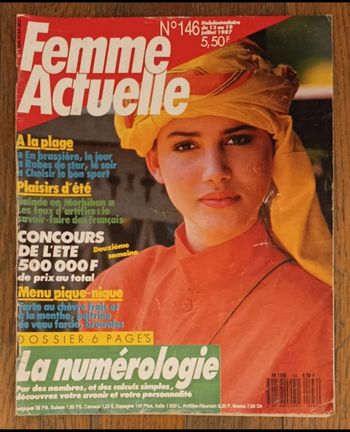 Femme
Actuelle
N° 146
Hebdomadaire
du 13 au 19
juillet 1987
5,50F
A la plage
En brassière, le jour
Robes de star, le soir
Choisir le bon sport
Plaisirs d'été
Balade en Morbihan
Les feux d'artifice: le
savoir-faire des Français
CONCOURS
DE L'ETE
500 000 F
de prix au total
Deuxième
semaine
Menu pique-nique
Tarte au chèvre frais et
à la menthe, poitrine
de veau farcie, brownies
DOSSIER 6 PAGES
La numérologie
Par des nombres, et des calculs simples,
découvrez votre avenir et votre personnalité